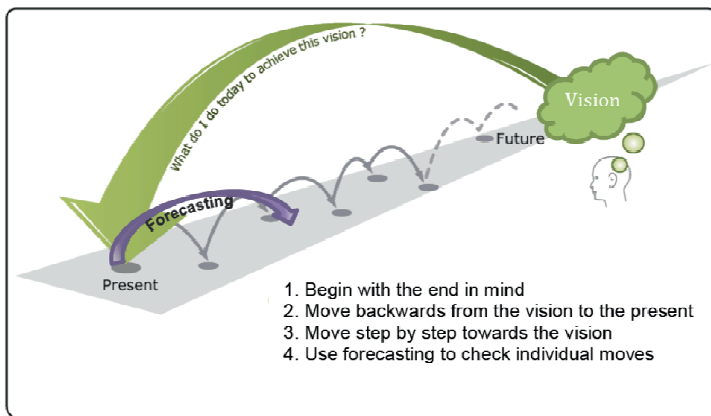 What do I do today to achieve this vision ?
Vision
Future
Forecasting
Present
1. Begin with the end in mind
2. Move backwards from the vision to the present
3. Move step by step towards the vision
4. Use forecasting to check individual moves